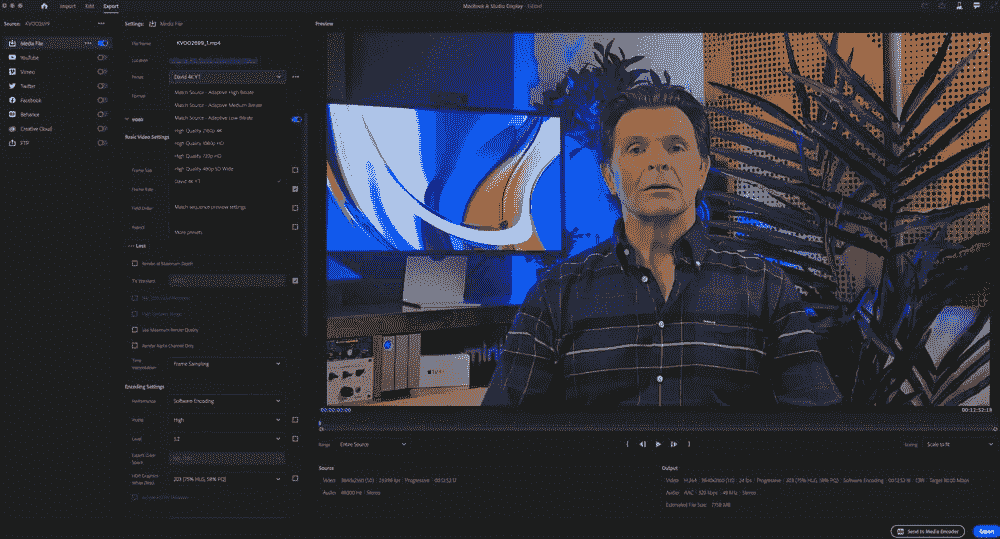 MacBook & Studio Display - Edited
Import
Edit
Export
Source: KVOO2699
Media File
YouTube
Vimeo
Twitter
Facebook
Behance
Creative Cloud
FTP
Settings: Media File
File Name KVOO2699_1.mp4
Location
Preset David 4K YT
Format Match Source - Adaptive High Bitrate
Match Source - Adaptive Medium Bitrate
Match Source - Adaptive Low Bitrate
High Quality 2160p 4K
High Quality 1080p HD
High Quality 720p HD
High Quality 480p SD Wide
David 4K YT
Match sequence preview settings
More presets
VIDEO
Basic Video Settings
Frame Size
Frame Rate
Field Order
Aspect
Less
Render at Maximum Depth
Use Maximum Render Quality
Render Alpha Channel Only
Time Interpolation Frame Sampling
Encoding Settings
Performance Software Encoding
Profile High
Level 5.2
Export Color Space
HDR Graphics White (Nits) 203 (75% HLG, 58% PQ)
Preview
00:00:00:00
00:12:52:18
Range Entire Source
Scaling Scale to fit
Source
Video 3840x2160 (1.0) 23.976 fps Progressive 00:12:52:17
Audio 48000 Hz Stereo
Output
Video H.264 3840x2160 (1.0) 24 fps Progressive 203 (75% HLG, 58% PQ) Software Encoding 00:12:52:18 CBR Target 80.00 Mbps
Audio AAC 320 kbps 48 kHz Stereo
Estimated File Size
Send to Media Encoder
Export